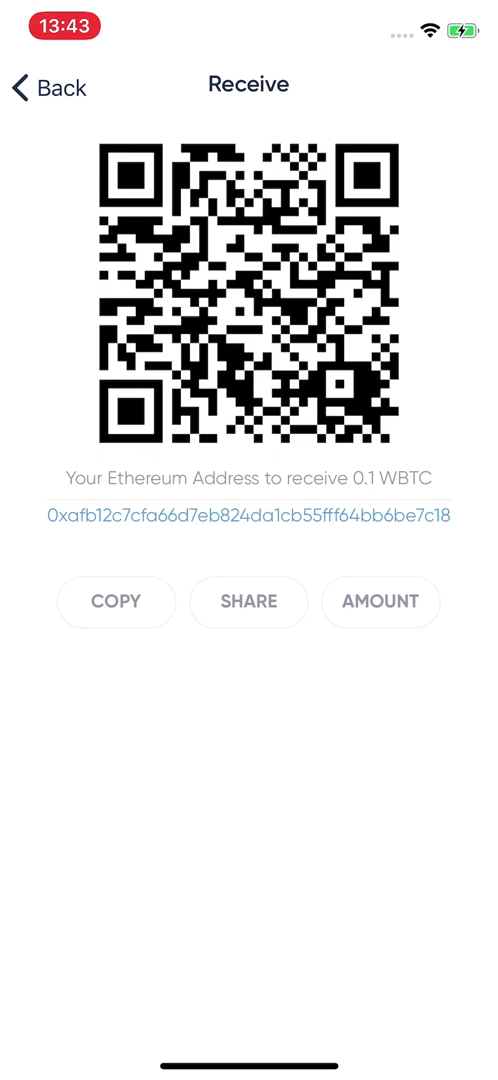 13:43
Back
Receive
Your Ethereum Address to receive 0.1 WBTC
0xafb12c7cfa66d7eb824da1cb55fff64bb6be7c18
COPY
SHARE
AMOUNT